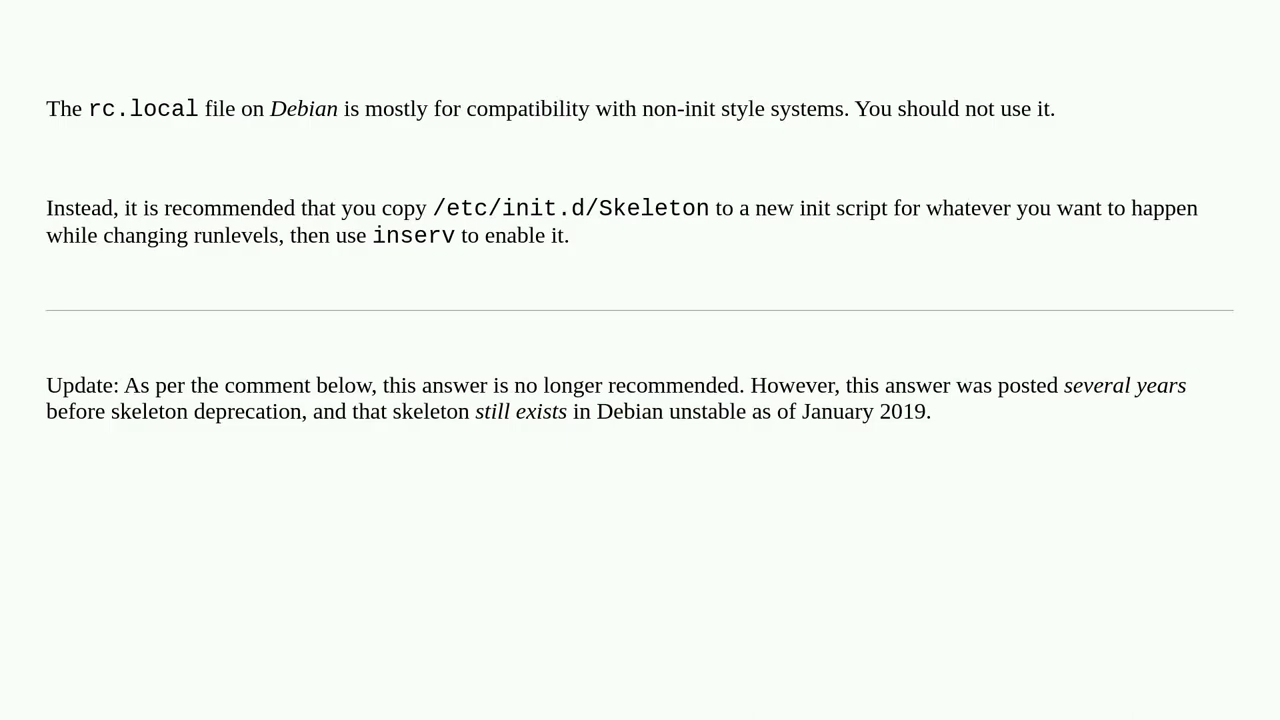 The rc.local file on Debian is mostly for compatibility with non-init style systems. You should not use it.
Instead, it is recommended that you copy /etc/init.d/Skeleton to a new init script for whatever you want to happen
while changing runlevels, then use inserv to enable it.
Update: As per the comment below, this answer is no longer recommended. However, this answer was posted several years
before skeleton deprecation, and that skeleton still exists in Debian unstable as of January 2019.